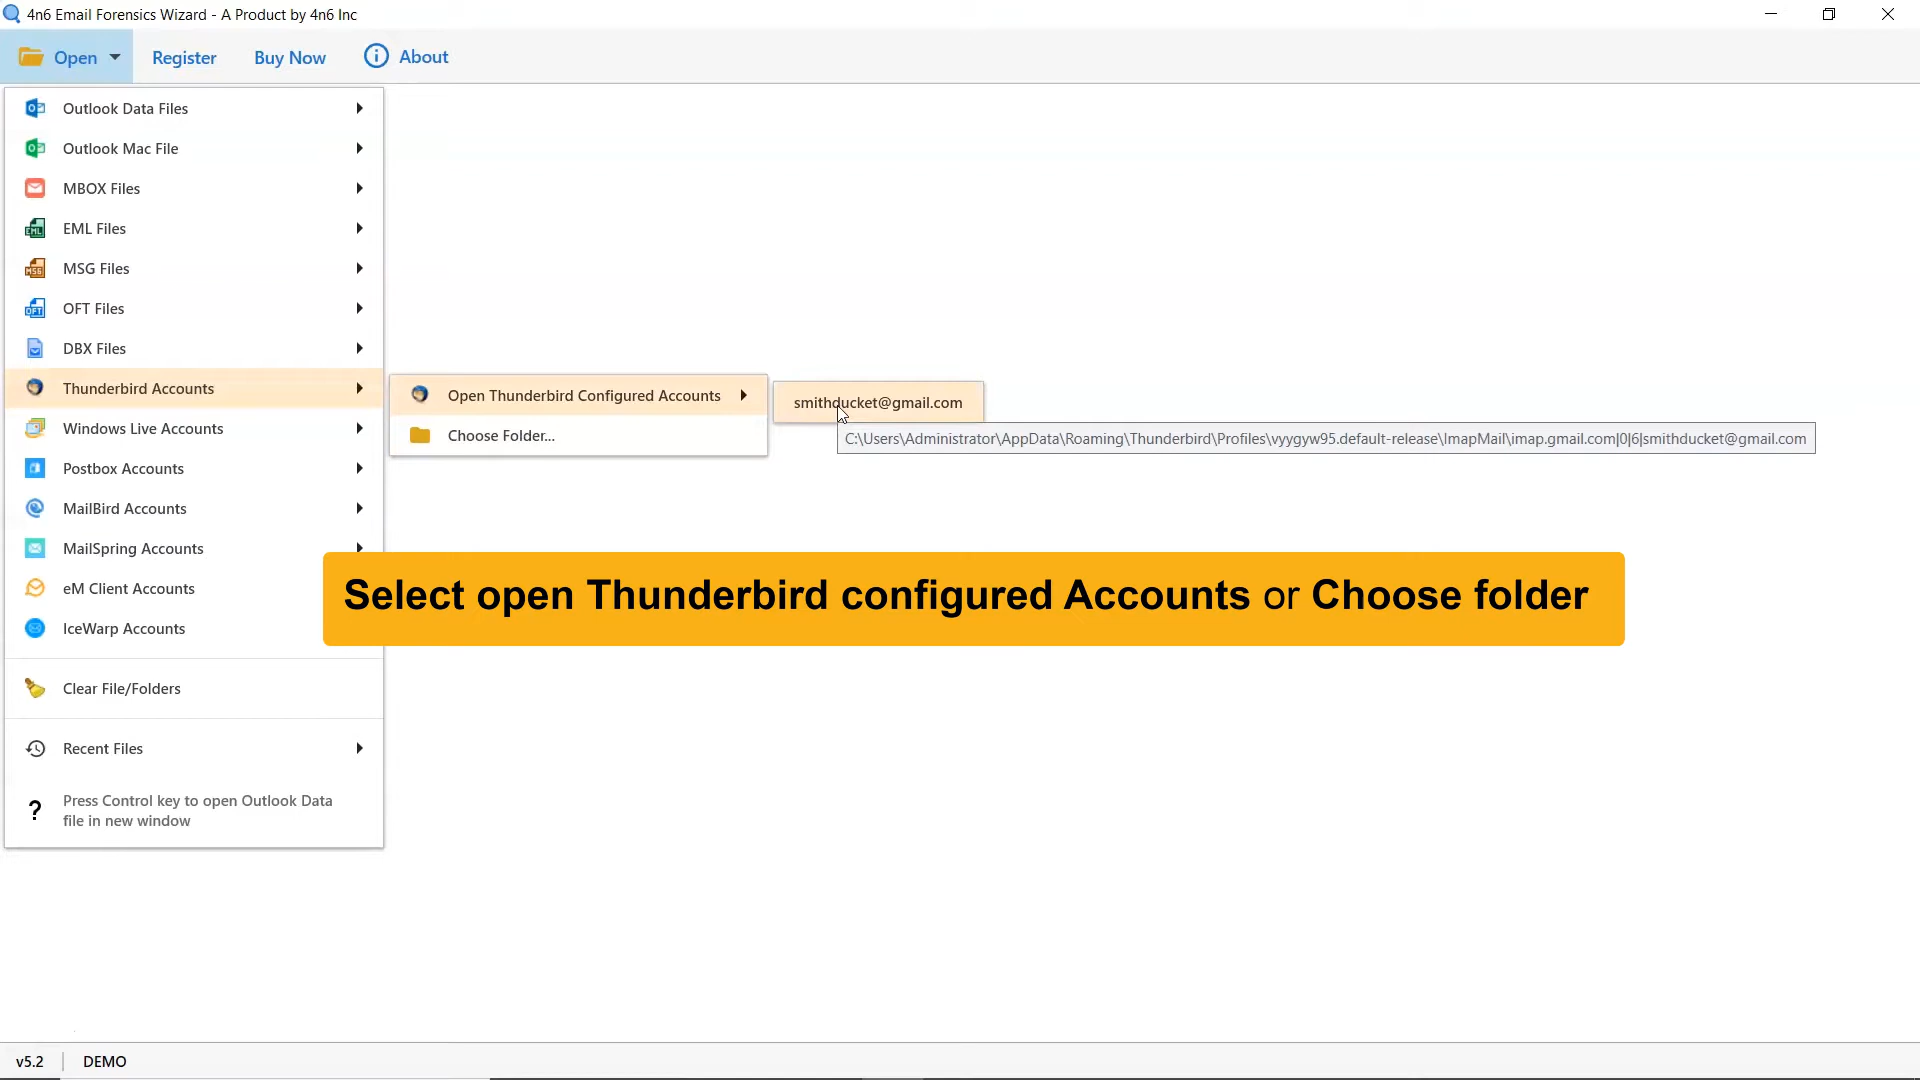 4n6 Email Forensics Wizard - A Product by 4n6 Inc
Open Register Buy Now About
Outlook Data Files
Outlook Mac File
MBOX Files
EML Files
MSG Files
OFT Files
DBX Files
Thunderbird Accounts
Windows Live Accounts
Postbox Accounts
MailBird Accounts
MailSpring Accounts
eM Client Accounts
IceWarp Accounts
Clear File/Folders
Recent Files
? Press Control key to open Outlook Data
file in new window
Open Thunderbird Configured Accounts
Choose Folder...
smithducket@gmail.com
C:\Users\Administrator\AppData\Roaming\Thunderbird\Profiles\vyygyw95.default-release\ImapMail\imap.gmail.com|0|6|smithducket@gmail.com
Select open Thunderbird configured Accounts or Choose folder
v5.2 | DEMO